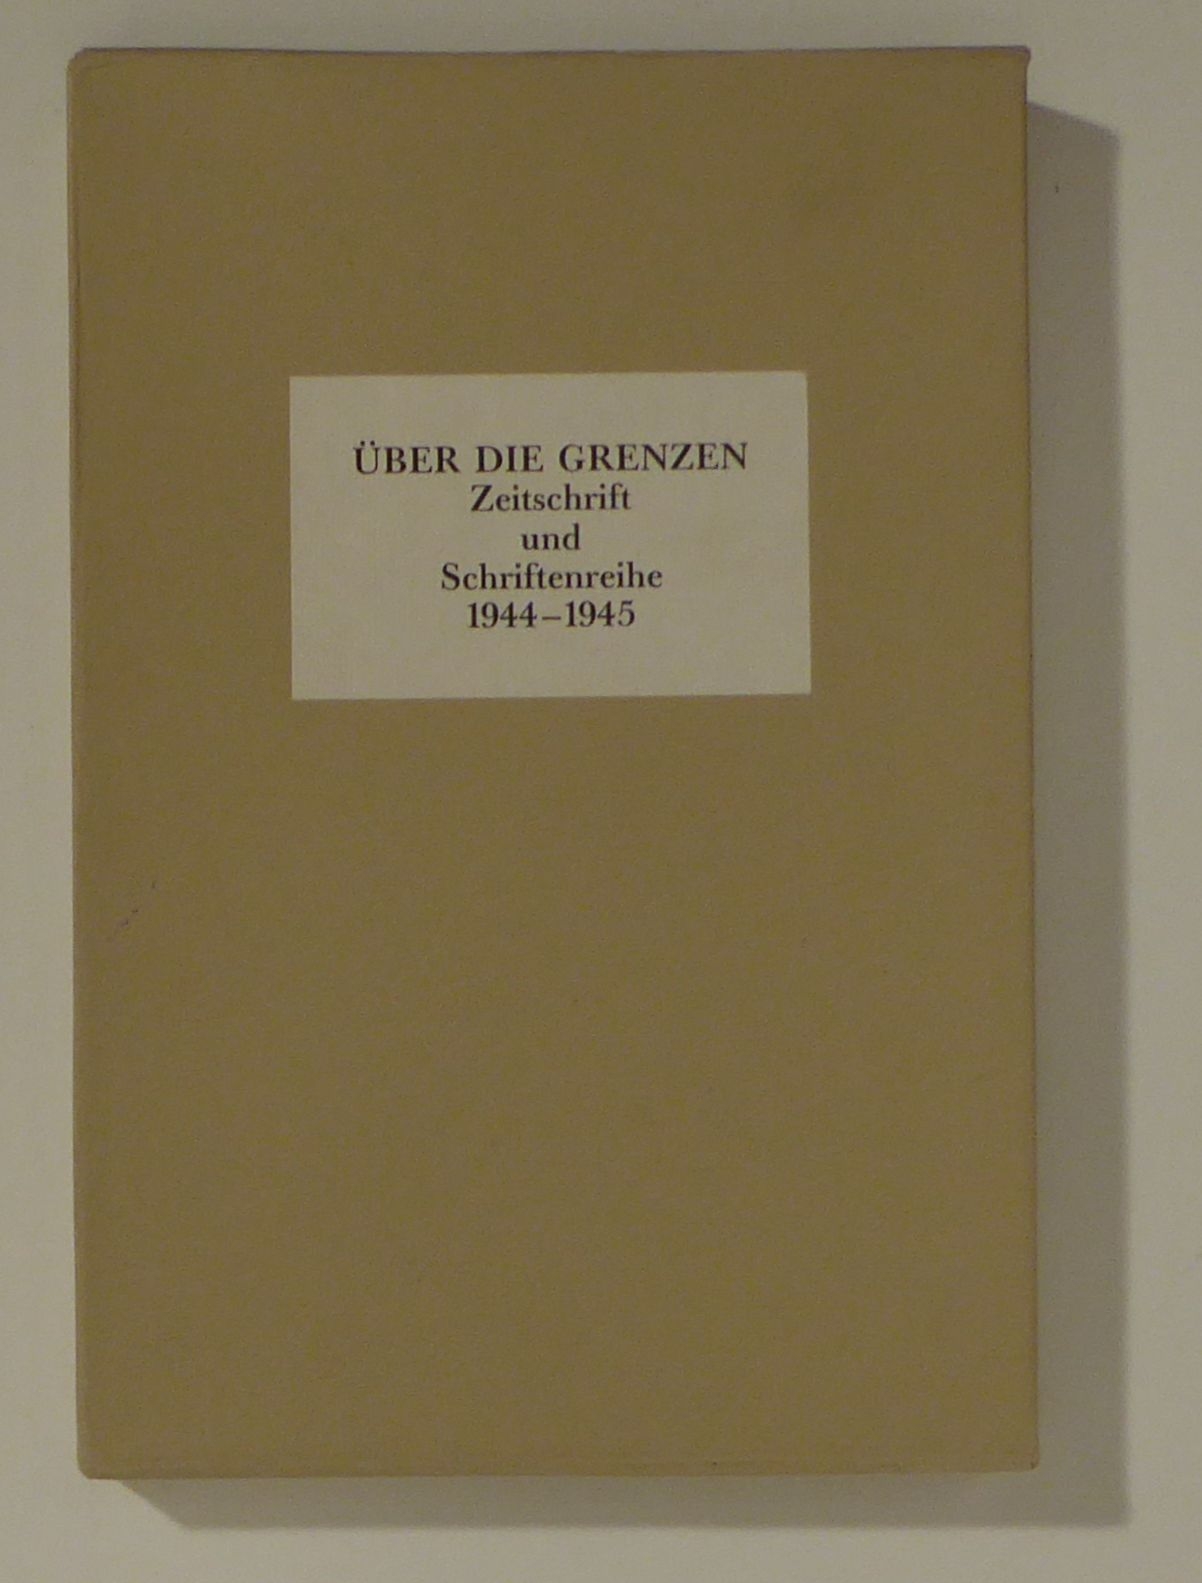 ÜBER DIE GRENZEN
Zeitschrift
und
Schriftenreihe
1944–1945